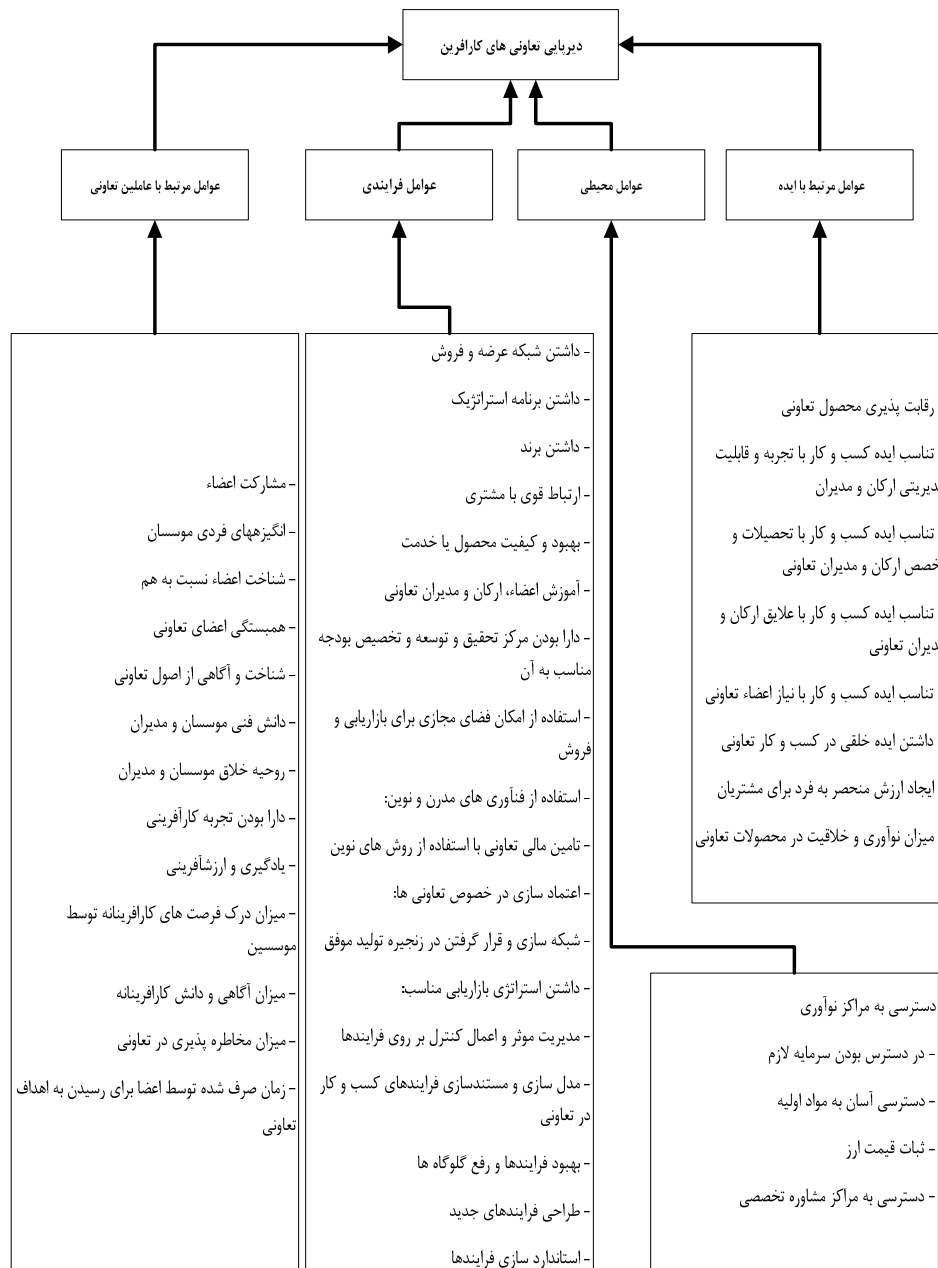 دیرپایی تعاونی های کارافرین
عوامل مرتبط با ایده
عوامل محیطی
عوامل فرایندی
عوامل مرتبط با عاملین تعاونی
رقابت پذیری محصول تعاونی
تناسب ایده کسب و کار با تجربه و قابلیت
دیریتی ارکان و مدیران
تناسب ایده کسب و کار با تحصیلات و
خصص ارکان و مدیران تعاونی
تناسب ایده کسب و کار با علایق ارکان و
دیران تعاونی
تناسب ایده کسب و کار با نیاز اعضاء تعاونی
داشتن ایده خلقی در کسب و کار تعاونی
ایجاد ارزش منحصر به فرد برای مشتریان
میزان نوآوری و خلاقیت در محصولات تعاونی
دسترسی به مراکز نوآوری
- در دسترس بودن سرمایه لازم
- دسترسی آسان به مواد اولیه
- ثبات قیمت ارز
- دسترسی به مراکز مشاوره تخصصی
- داشتن شبکه عرضه و فروش
- داشتن برنامه استراتژیک
- داشتن برند
- ارتباط قوی با مشتری
- بهبود و کیفیت محصول یا خدمت
- آموزش اعضاء، ارکان و مدیران تعاونی
- دارا بودن مرکز تحقیق و توسعه و تخصیص بودجه
مناسب به آن
- استفاده از امکان فضای مجازی برای بازاریابی و
فروش
- استفاده از فنآوری های مدرن و نوین:
- تامین مالی تعاونی با استفاده از روش های نوین
- اعتماد سازی در خصوص تعاونی ها:
- شبکه سازی و قرار گرفتن در زنجیره تولید موفق
- داشتن استراتژی بازاریابی مناسب:
- مدیریت موثر و اعمال کنترل بر روی فرایندها
- مدل سازی و مستندسازی فرایندهای کسب و کار
در تعاونی
- بهبود فرایندها و رفع گلوگاه ها
- طراحی فرایندهای جدید
- استاندارد سازی فرایندها
- مشارکت اعضاء
- انگیزههای فردی موسسان
- شناخت اعضاء نسبت به هم
- همبستگی اعضای تعاونی
- شناخت و آگاهی از اصول تعاونی
- دانش فنی موسسان و مدیران
- روحیه خلاق موسسان و مدیران
- دارا بودن تجربه کارآفرینی
- یادگیری و ارزشآفرینی
- میزان درک فرصت های کارافرینانه توسط
موسسین
- میزان آگاهی و دانش کارافرینانه
- میزان مخاطره پذیری در تعاونی
- زمان صرف شده توسط اعضا برای رسیدن به اهداف
تعاونی